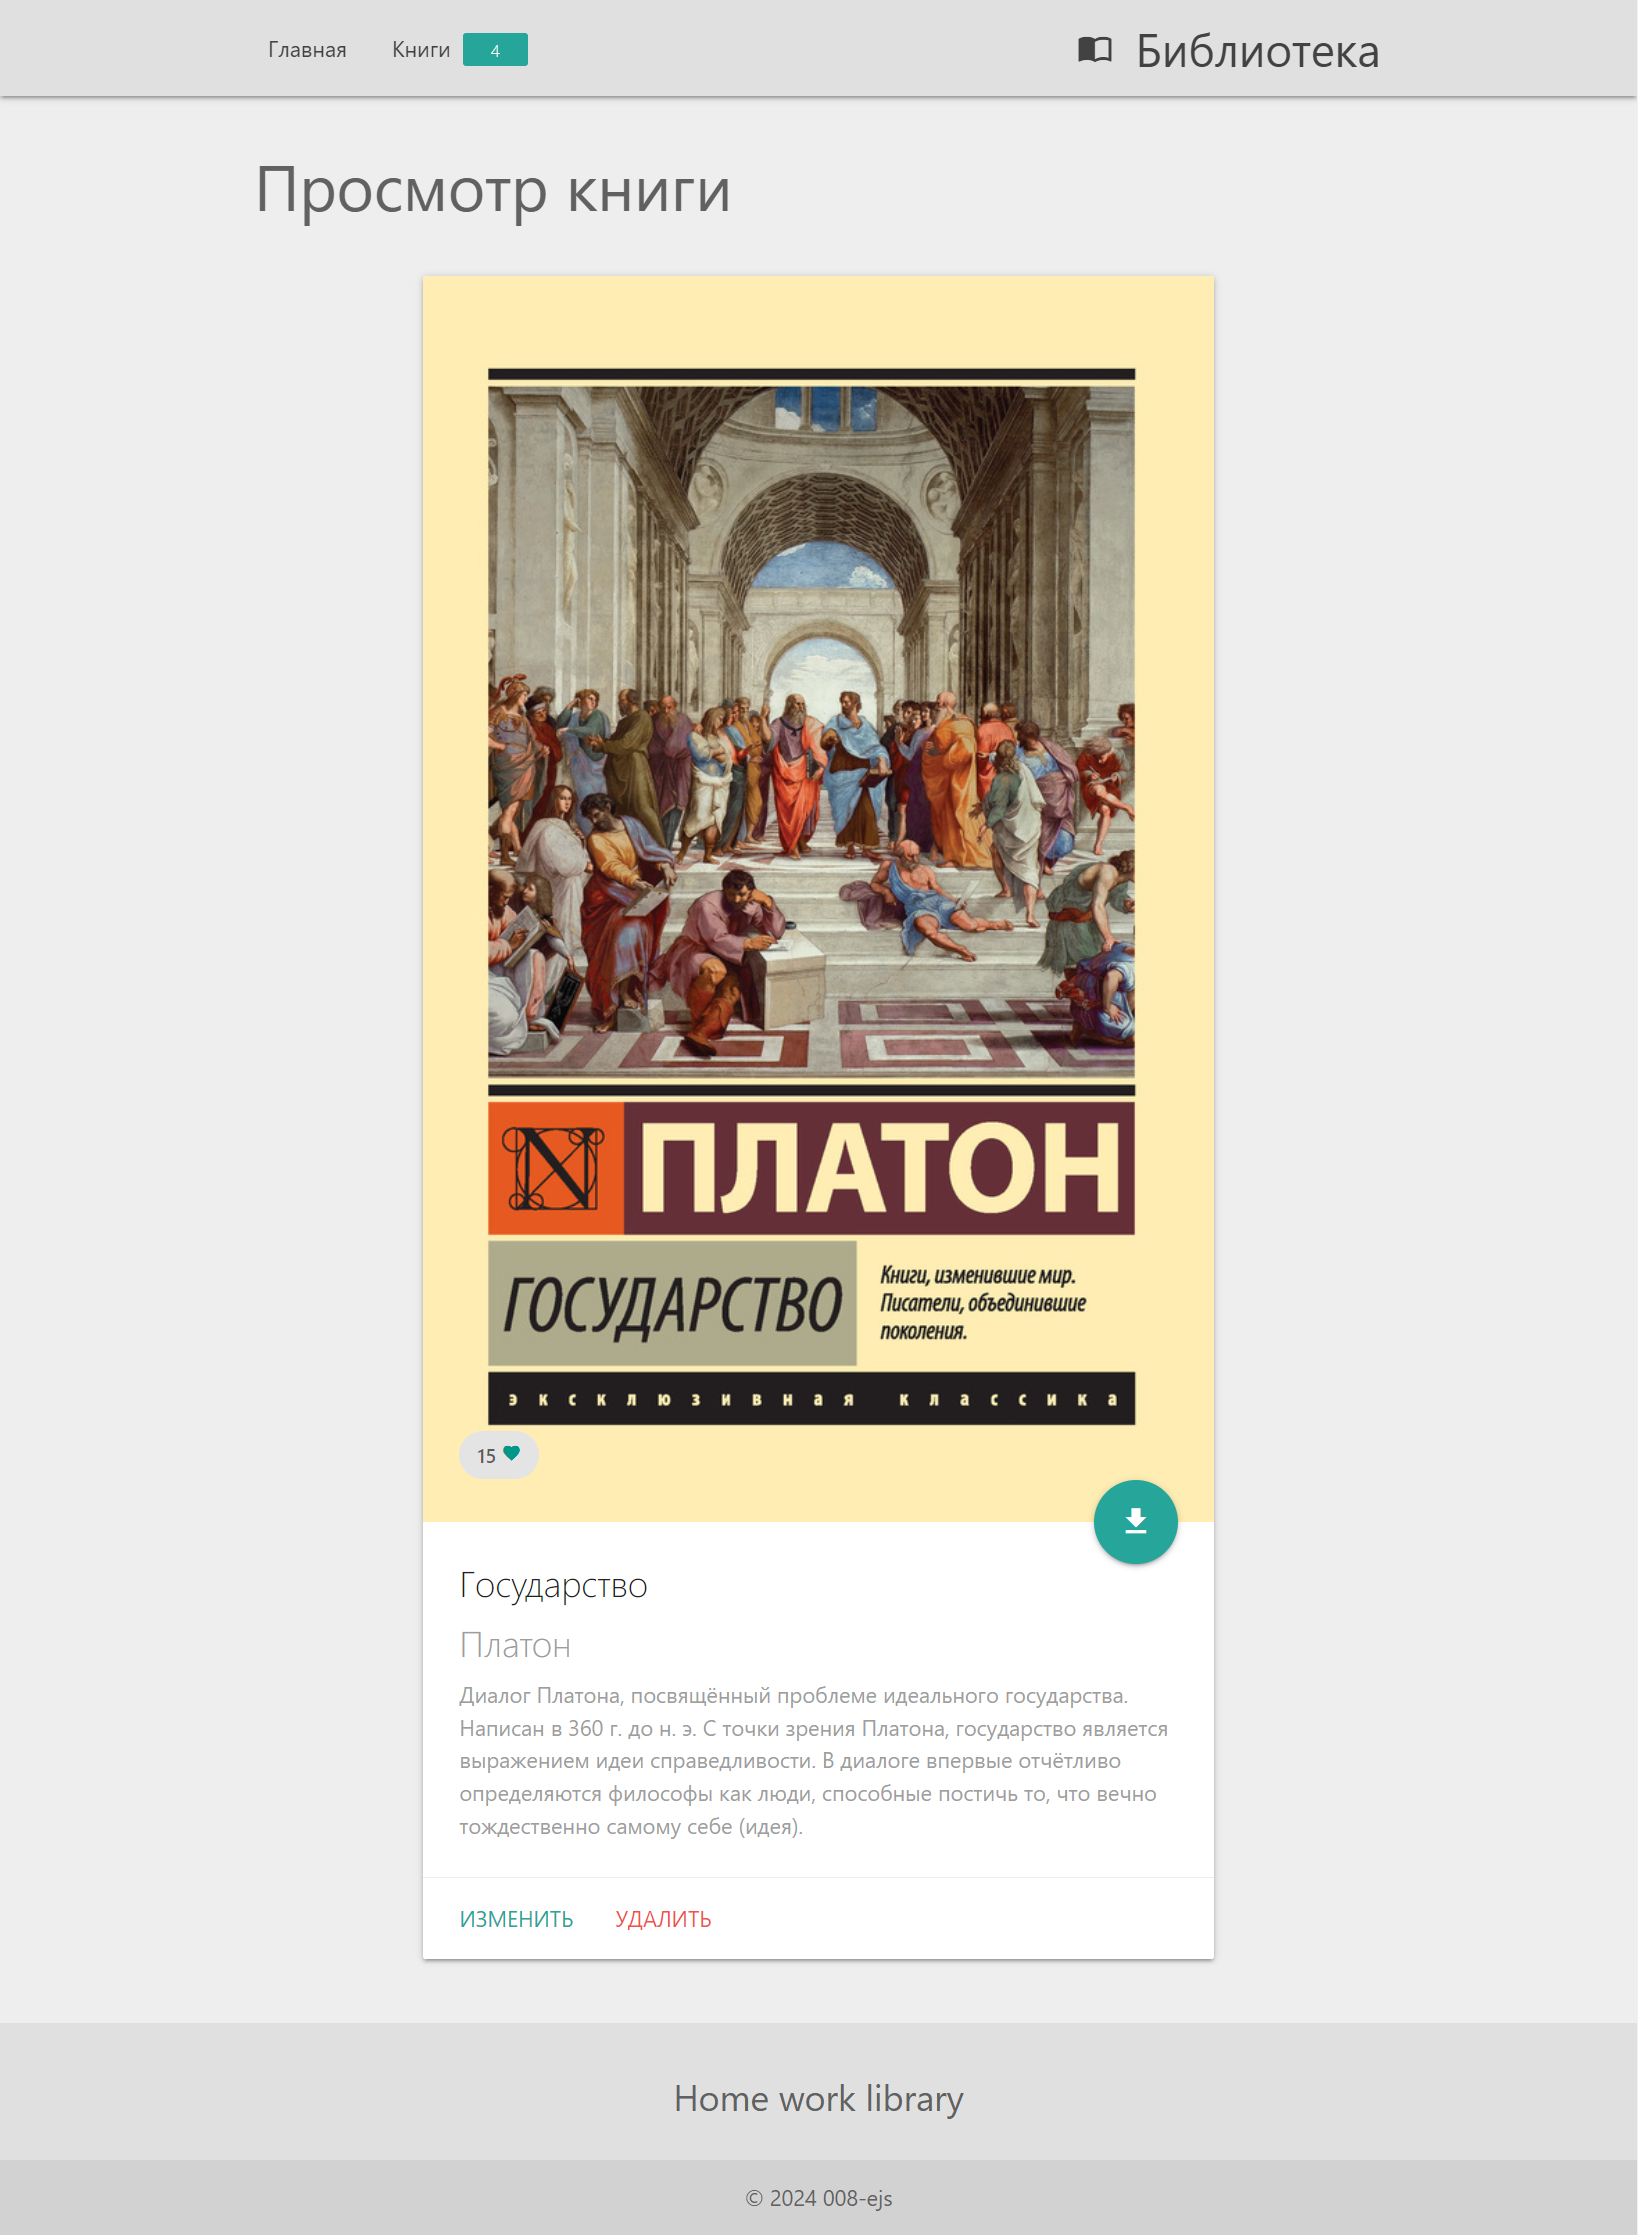 Главная Книги 4 Библиотека
Просмотр книги
N ПЛАТОН
ГОСУДАРСТВО
Книги, изменившие мир.
Писатели, объединившие
поколения.
эксклюзивная классика
15
Государство
Платон
Диалог Платона, посвящённый проблеме идеального государства.
Написан в 360 г. до н. э. С точки зрения Платона, государство является
выражением идеи справедливости. В диалоге впервые отчётливо
определяются философы как люди, способные постичь то, что вечно
тождественно самому себе (идея).
ИЗМЕНИТЬ УДАЛИТЬ
Home work library
© 2024 008-ejs